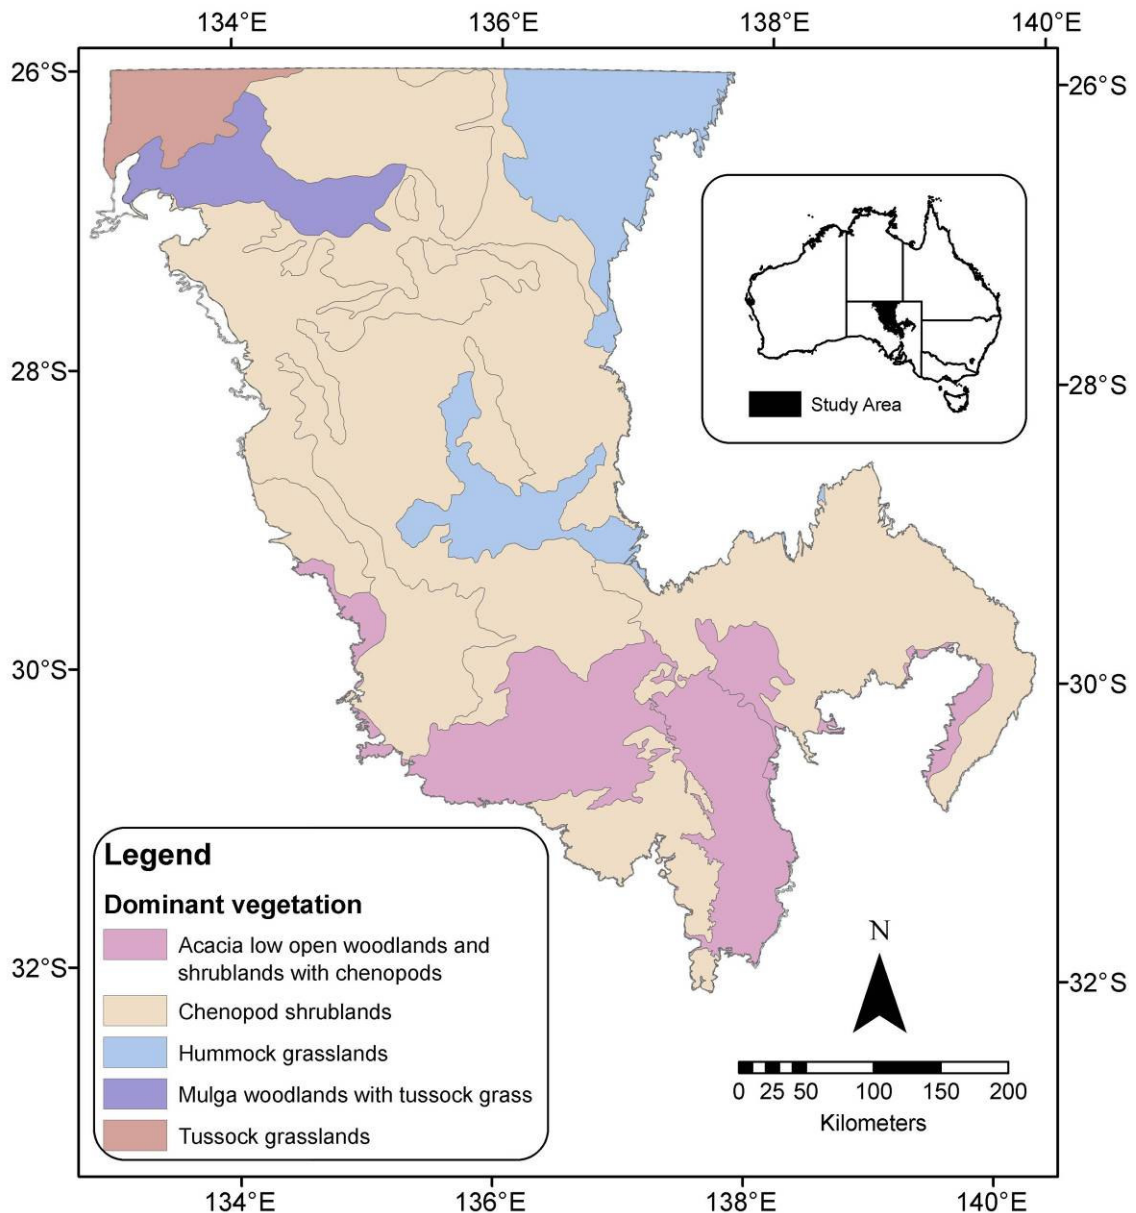 134°E 136°E 138°E 140°E
26°S 26°S
28°S 28°S
Study Area
30°S 30°S
32°S 32°S
Legend
Dominant vegetation
Acacia low open woodlands and
shrublands with chenopods
Chenopod shrublands
Hummock grasslands
Mulga woodlands with tussock grass
Tussock grasslands
N
0 25 50 100 150 200
Kilometers
134°E 136°E 138°E 140°E